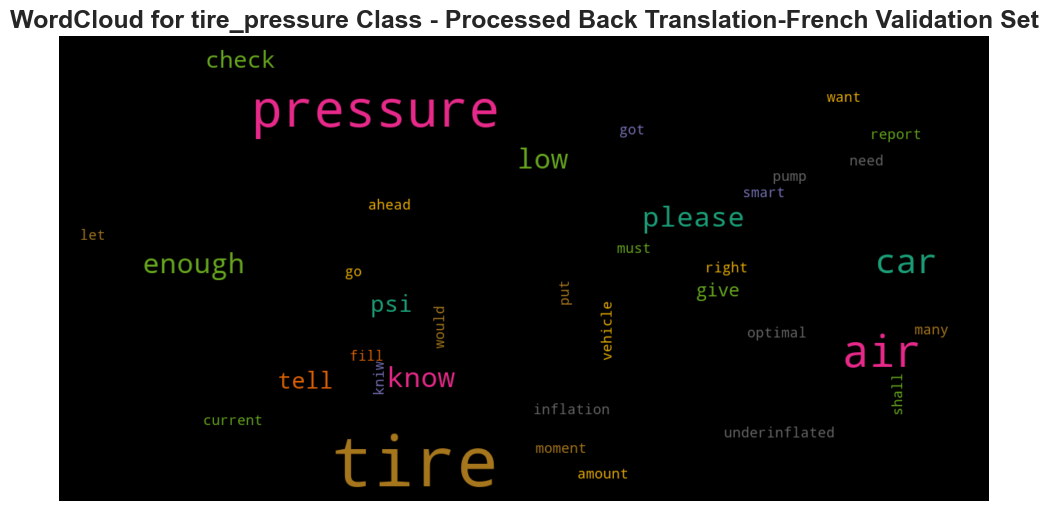 WordCloud for tire_pressure Class - Processed Back Translation-French Validation Set
check
pressure
want
got
report
low
need
pump
smart
ahead
please
let
must
enough
car
go
right
give
psi
put
would
vehicle
optimal
many
air
fill
kniw
know
tell
shall
current
inflation
underinflated
tire
moment
amount